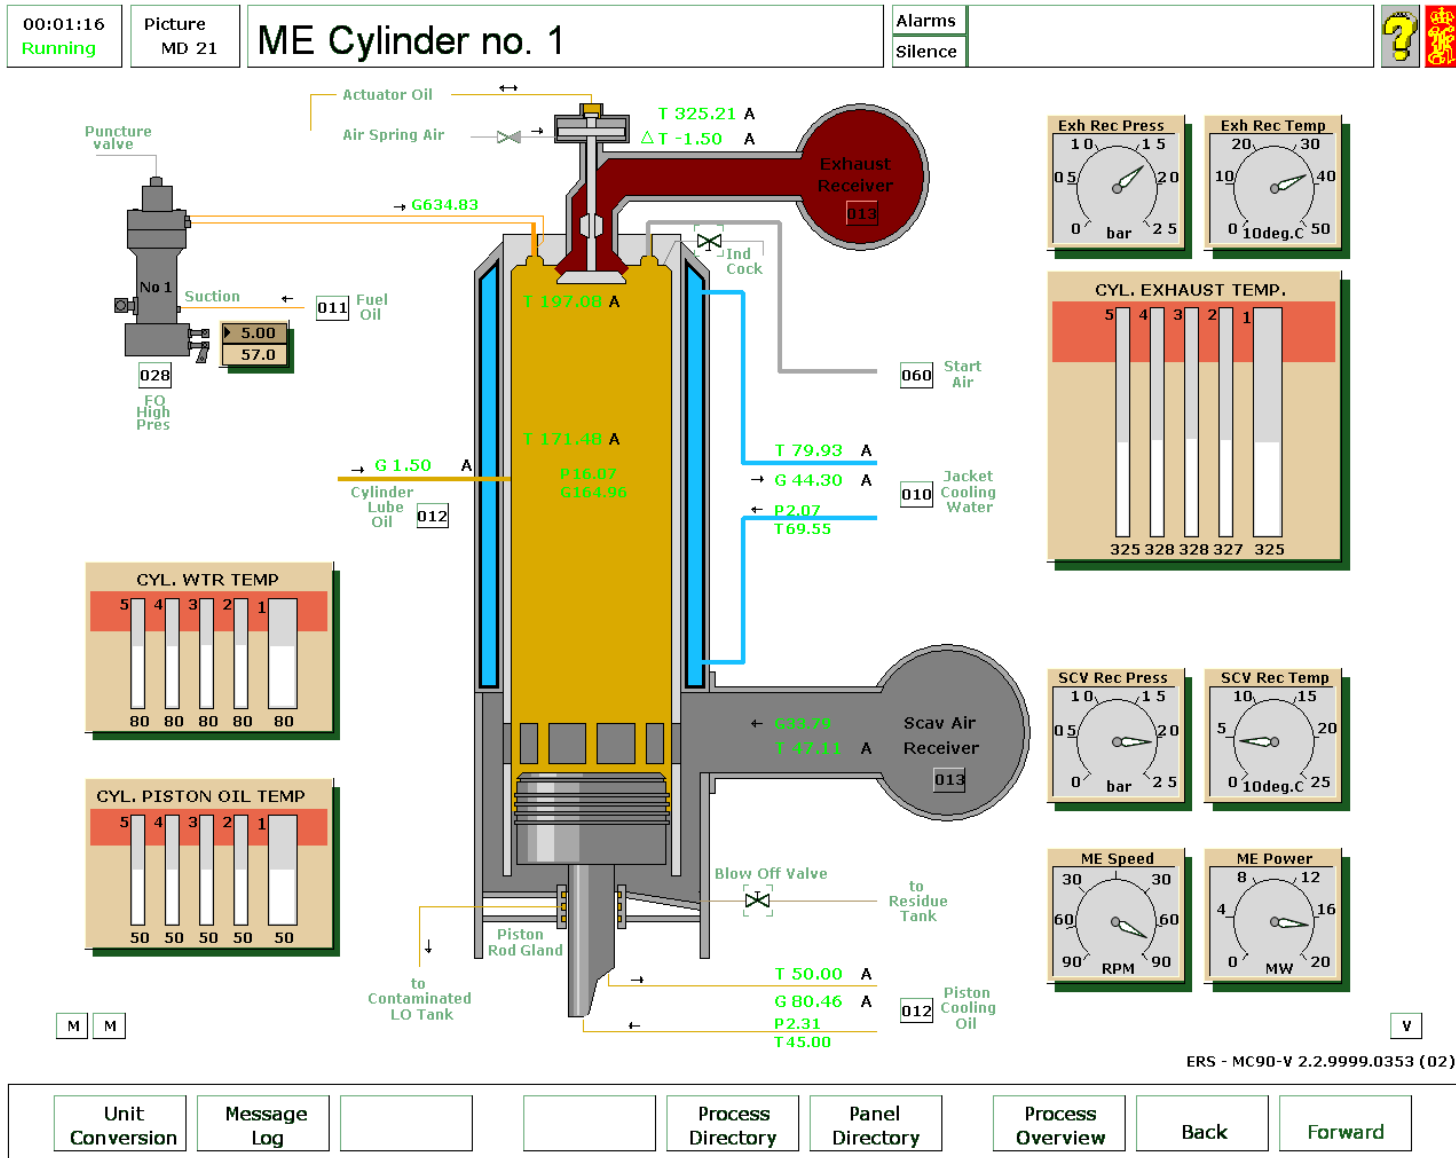 00:01:16
Running
Picture
MD 21
ME Cylinder no. 1
Alarms
Silence
?
Actuator Oil
Air Spring Air
T 325.21 A
△T -1.50 A
Puncture
valve
G634.83
Exhaust
Receiver
013
Ind
Cock
No 1
Suction
011
Fuel
Oil
5.00
57.0
028
FO
High
Pres
T 197.08 A
060
Start
Air
T 171.48 A
P16.07
G164.96
G 1.50 A
Cylinder
Lube
Oil
012
T 79.93 A
G 44.30 A
P2.07
T69.55
010
Jacket
Cooling
Water
Exh Rec Press
0 05 10 15 20 25
bar
Exh Rec Temp
0 10 20 30 40 50
10deg.C
CYL. EXHAUST TEMP.
5 4 3 2 1
325 328 328 327 325
CYL. WTR TEMP
5 4 3 2 1
80 80 80 80 80
CYL. PISTON OIL TEMP
5 4 3 2 1
50 50 50 50 50
G33.79
T 47.11 A
Scav Air
Receiver
013
SCV Rec Press
0 05 10 15 20 25
bar
SCV Rec Temp
0 5 10 15 20 25
10deg.C
ME Speed
90 60 30 30 60 90
RPM
ME Power
0 4 8 12 16 20
MW
Blow Off Valve
to
Residue
Tank
Piston
Rod Gland
to
Contaminated
LO Tank
T 50.00 A
G 80.46 A
P2.31
T45.00
012
Piston
Cooling
Oil
M M
V
ERS - MC90-V 2.2.9999.0353 (02)
Unit
Conversion
Message
Log
Process
Directory
Panel
Directory
Process
Overview
Back
Forward